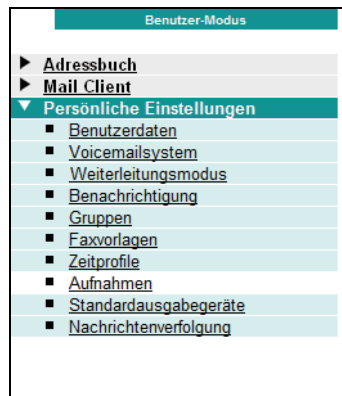 Benutzer-Modus
Adressbuch
Mail Client
Persönliche Einstellungen
Benutzerdaten
Voicemailsystem
Weiterleitungsmodus
Benachrichtigung
Gruppen
Faxvorlagen
Zeitprofile
Aufnahmen
Standardausgabegeräte
Nachrichtenverfolgung